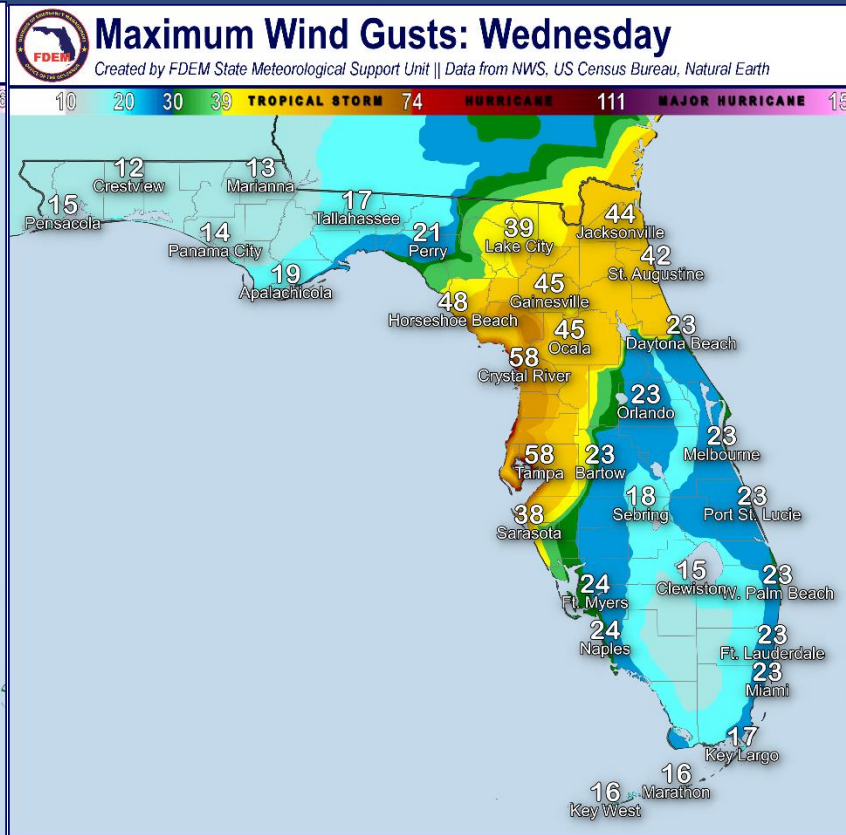 Maximum Wind Gusts: Wednesday
Created by FDEM State Meteorological Support Unit || Data from NWS, US Census Bureau, Natural Earth
FDEM
10 20 30 39 TROPICAL STORM 74 HURRICANE 111 MAJOR HURRICANE 15
12
Crestview
13
Marianna
15
Pensacola
17
Tallahassee
14
Panama City
21
Perry
39
Lake City
44
Jacksonville
42
St. Augustine
19
Apalachicola
45
Gainesville
48
Horseshoe Beach
45
Ocala
23
Daytona Beach
58
Crystal River
23
Orlando
23
Melbourne
58
Tampa
23
Bartow
18
Sebring
23
Port St. Lucie
38
Sarasota
15
Clewiston
23
W. Palm Beach
24
Ft. Myers
24
Naples
23
Ft. Lauderdale
23
Miami
17
Key Largo
16
Marathon
16
Key West